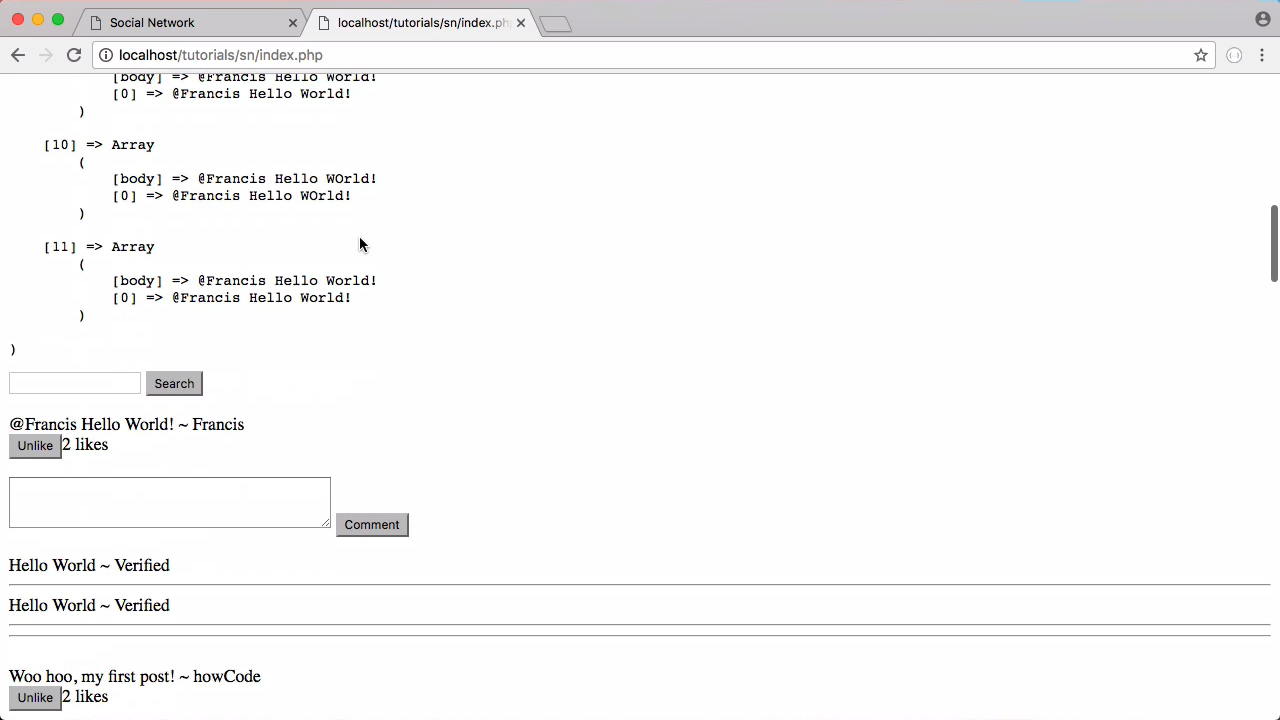 Social Network
localhost/tutorials/sn/index.ph
localhost/tutorials/sn/index.php
[body] => @Francis Hello World!
[0] => @Francis Hello World!
)
[10] => Array
(
[body] => @Francis Hello WOrld!
[0] => @Francis Hello WOrld!
)
[11] => Array
(
[body] => @Francis Hello World!
[0] => @Francis Hello World!
)
)
Search
@Francis Hello World! ~ Francis
Unlike 2 likes
Comment
Hello World ~ Verified
Hello World ~ Verified
Woo hoo, my first post! ~ howCode
Unlike 2 likes